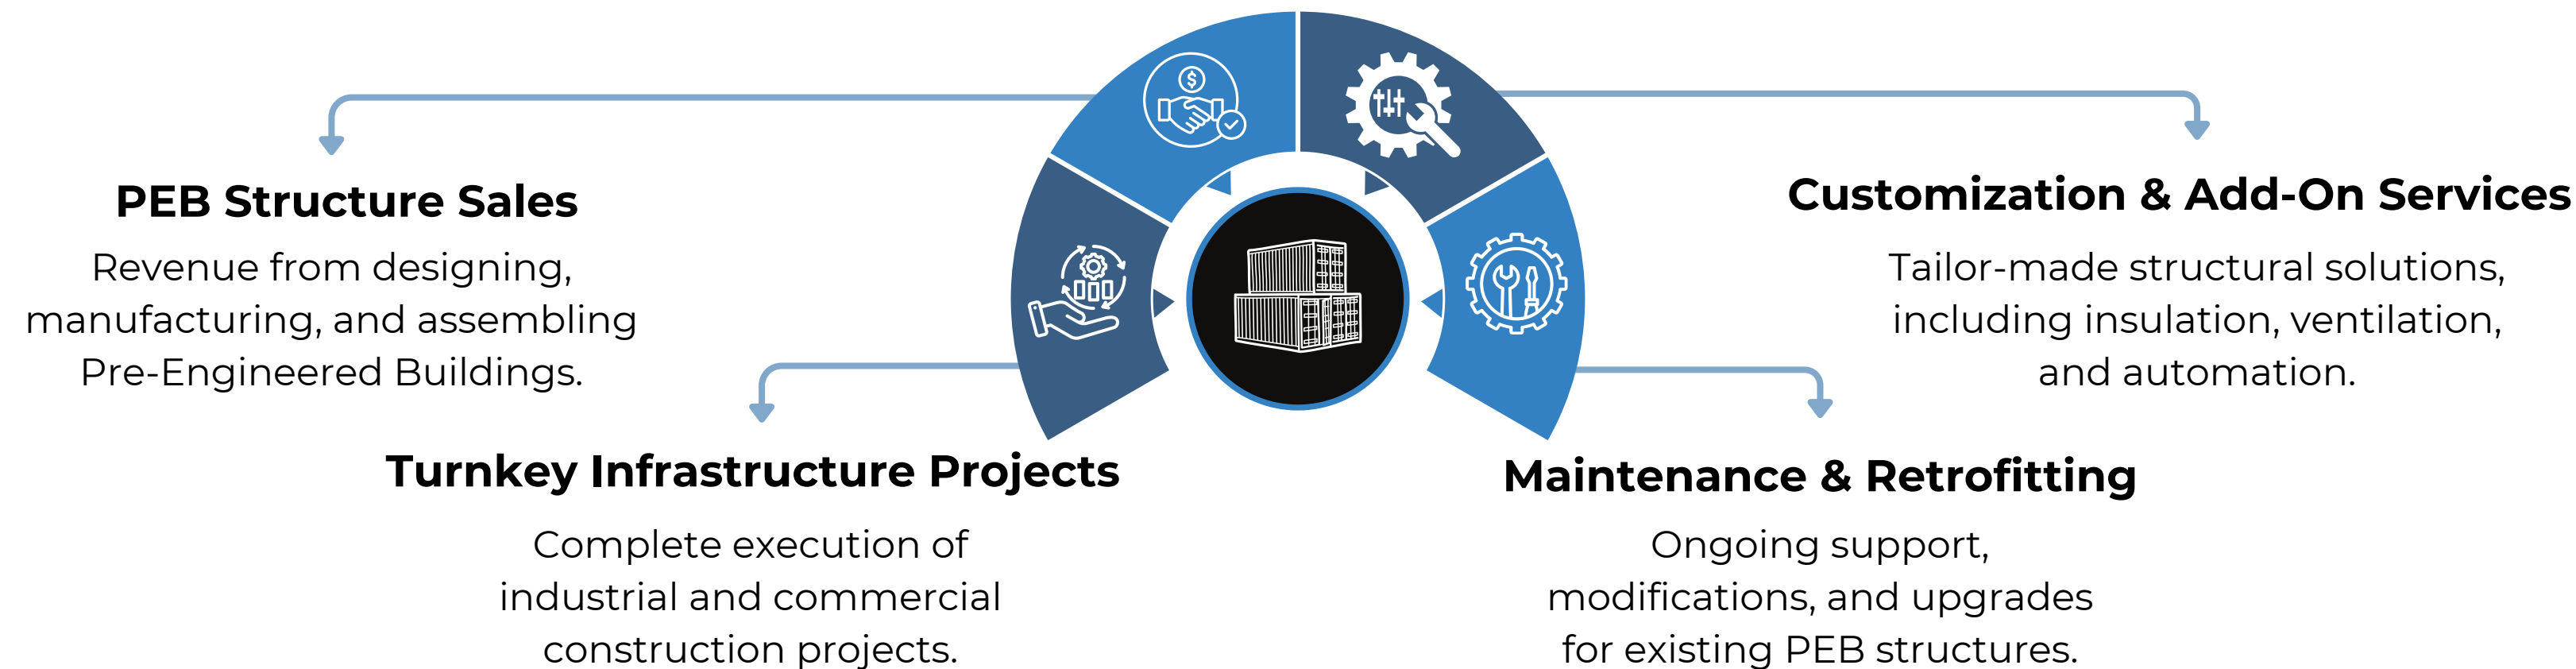 PEB Structure Sales
Revenue from designing,
manufacturing, and assembling
Pre-Engineered Buildings.
Turnkey Infrastructure Projects
Complete execution of
industrial and commercial
construction projects.
Customization & Add-On Services
Tailor-made structural solutions,
including insulation, ventilation,
and automation.
Maintenance & Retrofitting
Ongoing support,
modifications, and upgrades
for existing PEB structures.